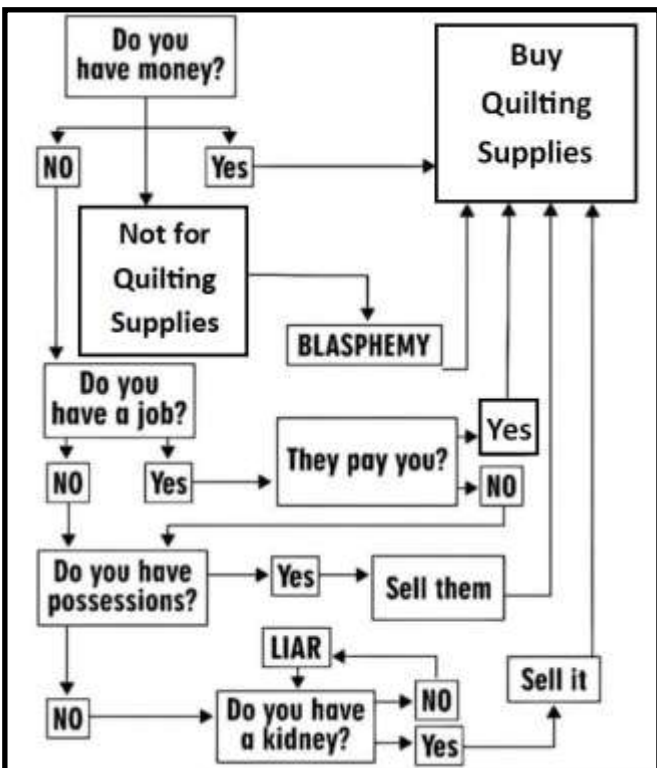 Do you
have money?
Buy
Quilting
Supplies
NO
Yes
Not for
Quilting
Supplies
BLASPHEMY
Do you
have a job?
They pay you?
Yes
NO
Yes
NO
Do you have
possessions?
Yes
Sell them
LIAR
Sell it
NO
Do you have
a kidney?
NO
Yes